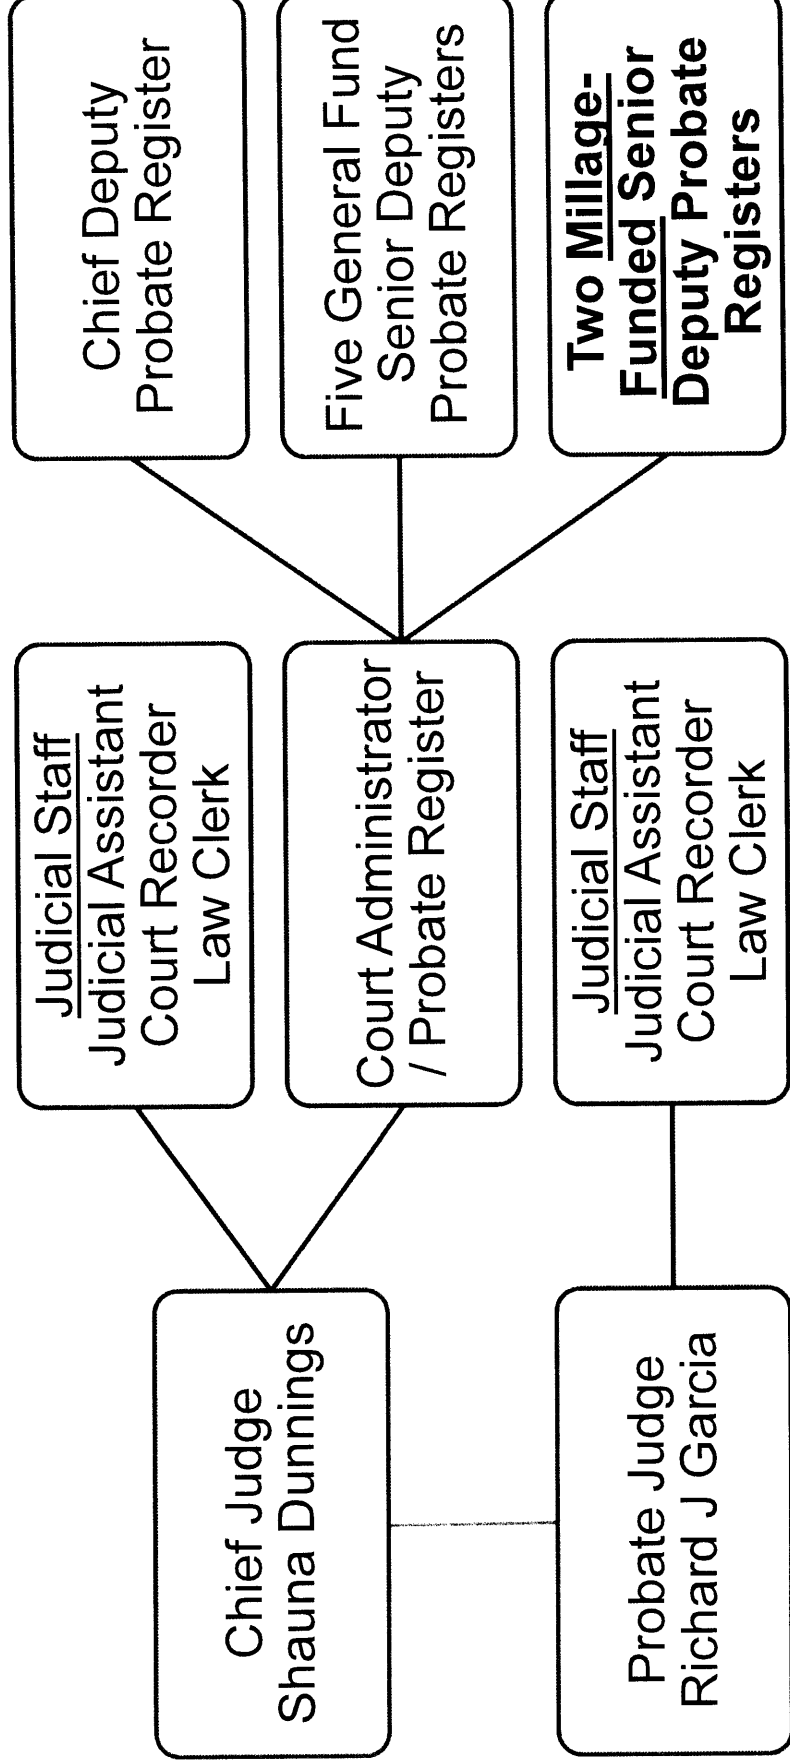 Chief Judge
Shauna Dunnings
Probate Judge
Richard J Garcia
Judicial Staff
Judicial Assistant
Court Recorder
Law Clerk
Court Administrator
/ Probate Register
Judicial Staff
Judicial Assistant
Court Recorder
Law Clerk
Chief Deputy
Probate Register
Five General Fund
Senior Deputy
Probate Registers
Two Millage-
Funded Senior
Deputy Probate
Registers